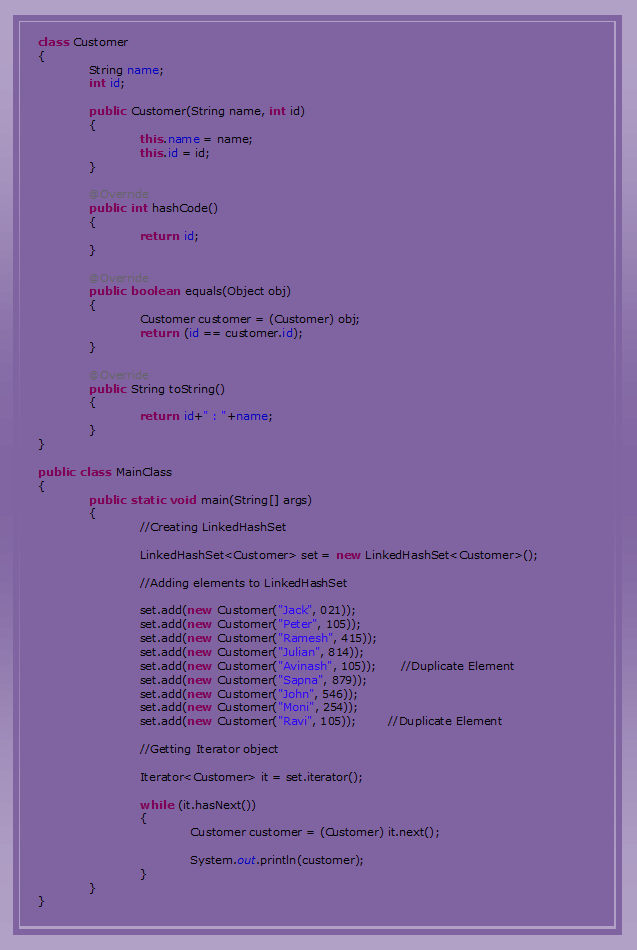 class Customer
{
String name;
int id;
public Customer(String name, int id)
{
this.name = name;
this.id = id;
}
@Override
public int hashCode()
{
return id;
}
@Override
public boolean equals(Object obj)
{
Customer customer = (Customer) obj;
return (id == customer.id);
}
@Override
public String toString()
{
return id+" : "+name;
}
}
public class MainClass
{
public static void main(String[] args)
{
//Creating LinkedHashSet
LinkedHashSet<Customer> set = new LinkedHashSet<Customer>();
//Adding elements to LinkedHashSet
set.add(new Customer("Jack", 021));
set.add(new Customer("Peter", 105));
set.add(new Customer("Ramesh", 415));
set.add(new Customer("Julian", 814));
set.add(new Customer("Avinash", 105)); //Duplicate Element
set.add(new Customer("Sapna", 879));
set.add(new Customer("John", 546));
set.add(new Customer("Moni", 254));
set.add(new Customer("Ravi", 105)); //Duplicate Element
//Getting Iterator object
Iterator<Customer> it = set.iterator();
while (it.hasNext())
{
Customer customer = (Customer) it.next();
System.out.println(customer);
}
}
}